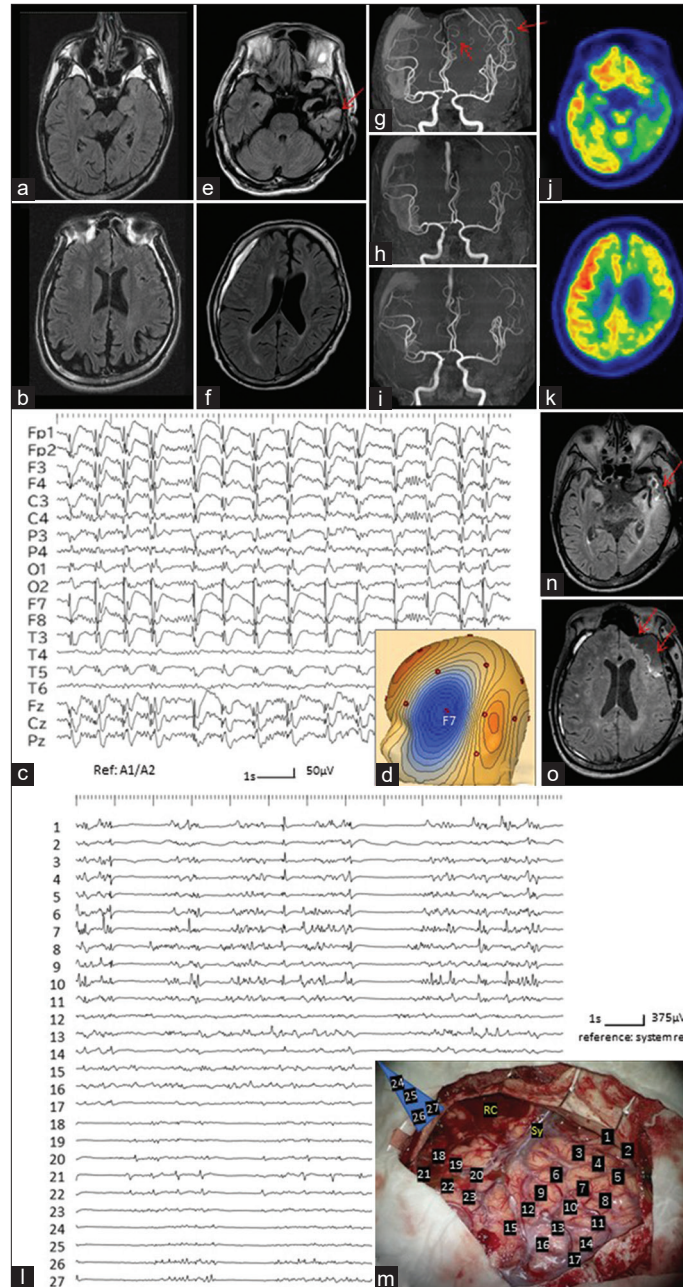 a
e
g
j
h
b
f
i
k
Fp1
Fp2
F3
F4
C3
C4
P3
P4
O1
O2
F7
F8
T3
T4
T5
T6
Fz
Cz
Pz
c
Ref: A1/A2
1s
50µV
F7
d
n
o
1
2
3
4
5
6
7
8
9
10
11
12
13
14
15
16
17
18
19
20
21
22
23
24
25
26
27
l
1s
375µV
reference: system re
24
25
26
27
RC
Sy
1
2
3
4
5
6
7
8
9
10
11
12
13
14
15
16
17
18
19
20
21
22
23
m